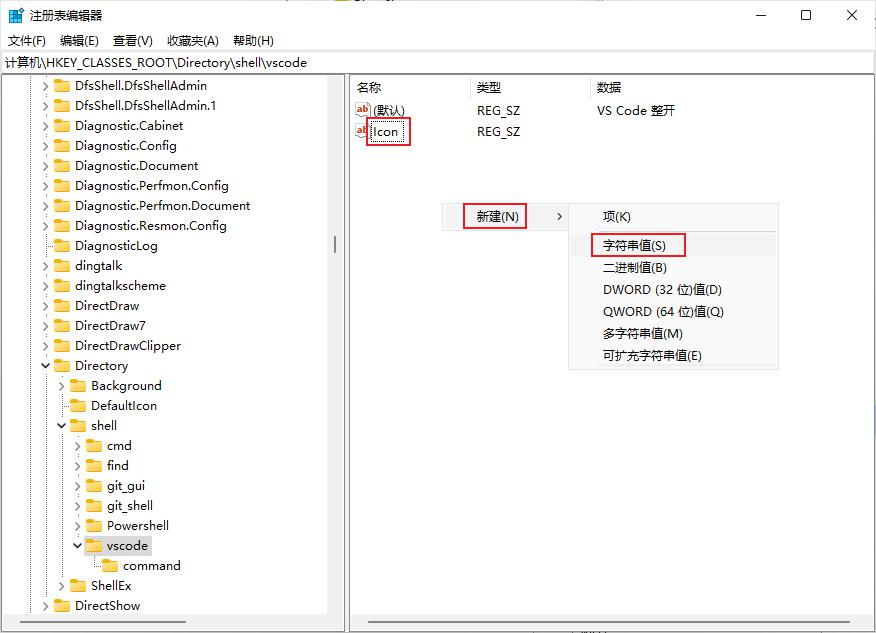 注册表编辑器
文件(F) 编辑(E) 查看(V) 收藏夹(A) 帮助(H)
计算机\HKEY_CLASSES_ROOT\Directory\shell\vscode
DfsShell.DfsShellAdmin
DfsShell.DfsShellAdmin.1
Diagnostic.Cabinet
Diagnostic.Config
Diagnostic.Document
Diagnostic.Perfmon.Config
Diagnostic.Perfmon.Document
Diagnostic.Resmon.Config
DiagnosticLog
dingtalk
dingtalkscheme
DirectDraw
DirectDraw7
DirectDrawClipper
Directory
Background
DefaultIcon
shell
cmd
find
git_gui
git_shell
Powershell
vscode
command
ShellEx
DirectShow
名称 类型 数据
ab (默认) REG_SZ VS Code 整开
ab Icon REG_SZ
新建(N)
项(K)
字符串值(S)
二进制值(B)
DWORD (32 位)值(D)
QWORD (64 位)值(Q)
多字符串值(M)
可扩充字符串值(E)